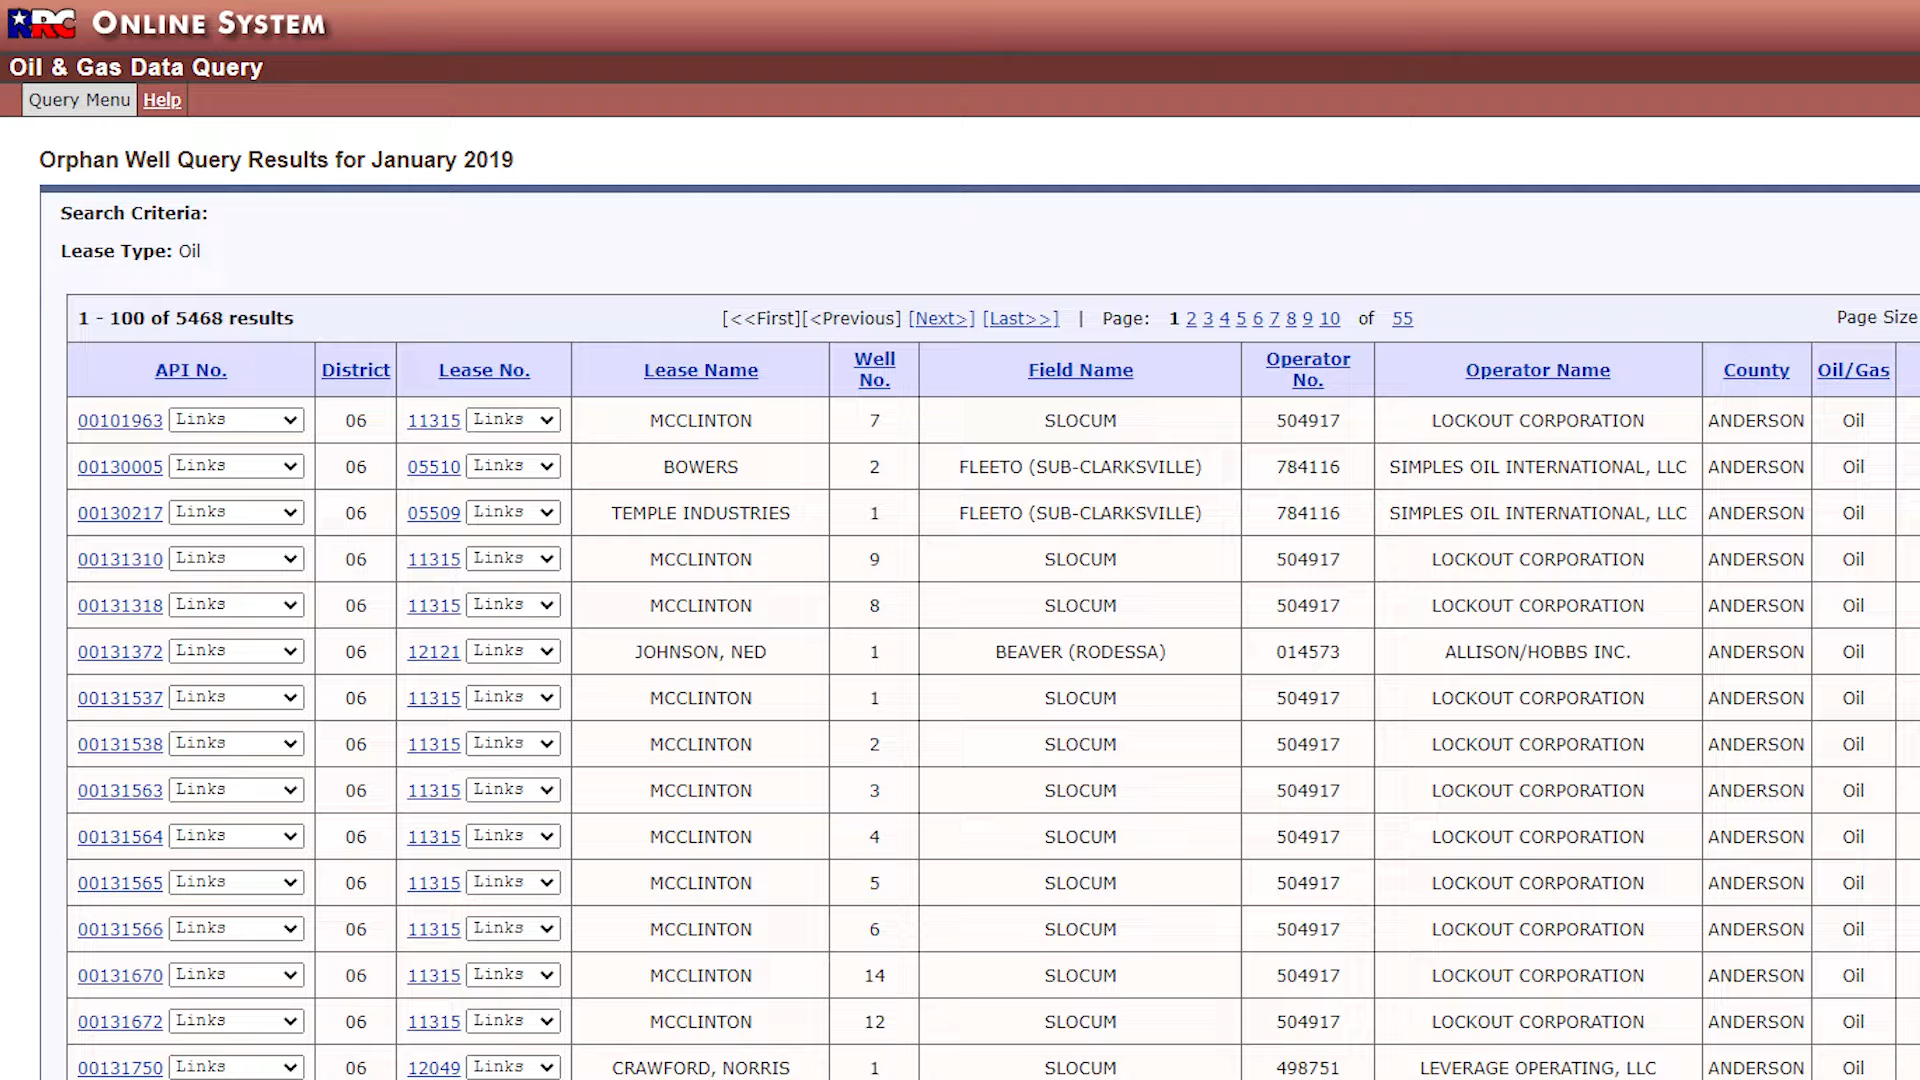 RRC ONLINE SYSTEM
Oil & Gas Data Query
Query Menu Help
Orphan Well Query Results for January 2019
Search Criteria:
Lease Type: Oil
1 - 100 of 5468 results [<<First][<Previous] [Next>] [Last>>] | Page: 1 2 3 4 5 6 7 8 9 10 of 55 Page Size
API No. District Lease No. Lease Name Well No. Field Name Operator No. Operator Name County Oil/Gas
00101963 Links 06 11315 Links MCCLINTON 7 SLOCUM 504917 LOCKOUT CORPORATION ANDERSON Oil
00130005 Links 06 05510 Links BOWERS 2 FLEETO (SUB-CLARKSVILLE) 784116 SIMPLES OIL INTERNATIONAL, LLC ANDERSON Oil
00130217 Links 06 05509 Links TEMPLE INDUSTRIES 1 FLEETO (SUB-CLARKSVILLE) 784116 SIMPLES OIL INTERNATIONAL, LLC ANDERSON Oil
00131310 Links 06 11315 Links MCCLINTON 9 SLOCUM 504917 LOCKOUT CORPORATION ANDERSON Oil
00131318 Links 06 11315 Links MCCLINTON 8 SLOCUM 504917 LOCKOUT CORPORATION ANDERSON Oil
00131372 Links 06 12121 Links JOHNSON, NED 1 BEAVER (RODESSA) 014573 ALLISON/HOBBS INC. ANDERSON Oil
00131537 Links 06 11315 Links MCCLINTON 1 SLOCUM 504917 LOCKOUT CORPORATION ANDERSON Oil
00131538 Links 06 11315 Links MCCLINTON 2 SLOCUM 504917 LOCKOUT CORPORATION ANDERSON Oil
00131563 Links 06 11315 Links MCCLINTON 3 SLOCUM 504917 LOCKOUT CORPORATION ANDERSON Oil
00131564 Links 06 11315 Links MCCLINTON 4 SLOCUM 504917 LOCKOUT CORPORATION ANDERSON Oil
00131565 Links 06 11315 Links MCCLINTON 5 SLOCUM 504917 LOCKOUT CORPORATION ANDERSON Oil
00131566 Links 06 11315 Links MCCLINTON 6 SLOCUM 504917 LOCKOUT CORPORATION ANDERSON Oil
00131670 Links 06 11315 Links MCCLINTON 14 SLOCUM 504917 LOCKOUT CORPORATION ANDERSON Oil
00131672 Links 06 11315 Links MCCLINTON 12 SLOCUM 504917 LOCKOUT CORPORATION ANDERSON Oil
00131750 Links 06 12049 Links CRAWFORD, NORRIS 1 SLOCUM 498751 LEVERAGE OPERATING, LLC ANDERSON Oil